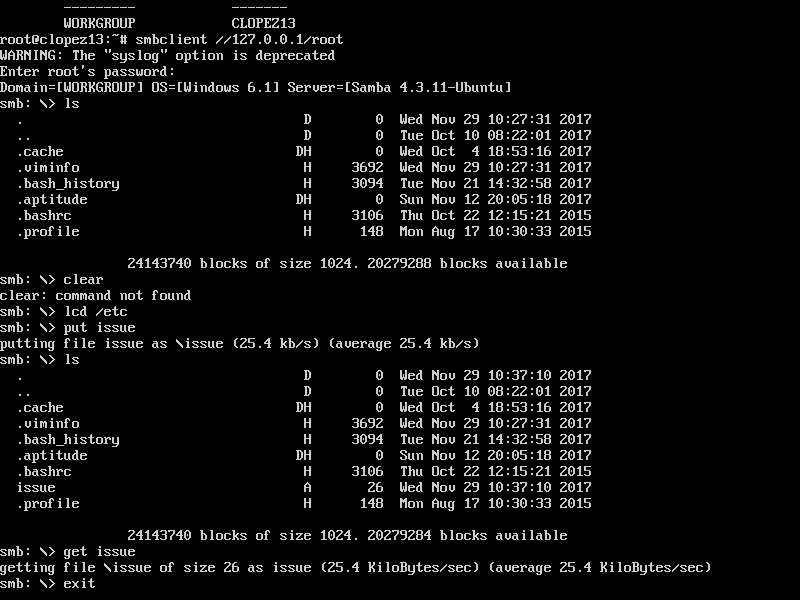 ---------            -------
WORKGROUP            CLOPEZ13
root@clopez13:~# smbclient //127.0.0.1/root
WARNING: The "syslog" option is deprecated
Enter root's password:
Domain=[WORKGROUP] OS=[Windows 6.1] Server=[Samba 4.3.11-Ubuntu]
smb: \> ls
  .                                   D        0  Wed Nov 29 10:27:31 2017
  ..                                  D        0  Tue Oct 10 08:22:01 2017
  .cache                             DH        0  Wed Oct  4 18:53:16 2017
  .viminfo                            H     3692  Wed Nov 29 10:27:31 2017
  .bash_history                       H     3094  Tue Nov 21 14:32:58 2017
  .aptitude                          DH        0  Sun Nov 12 20:05:18 2017
  .bashrc                             H     3106  Thu Oct 22 12:15:21 2015
  .profile                            H      148  Mon Aug 17 10:30:33 2015
                24143740 blocks of size 1024. 20279288 blocks available
smb: \> clear
clear: command not found
smb: \> lcd /etc
smb: \> put issue
putting file issue as \issue (25.4 kb/s) (average 25.4 kb/s)
smb: \> ls
  .                                   D        0  Wed Nov 29 10:37:10 2017
  ..                                  D        0  Tue Oct 10 08:22:01 2017
  .cache                             DH        0  Wed Oct  4 18:53:16 2017
  .viminfo                            H     3692  Wed Nov 29 10:27:31 2017
  .bash_history                       H     3094  Tue Nov 21 14:32:58 2017
  .aptitude                          DH        0  Sun Nov 12 20:05:18 2017
  .bashrc                             H     3106  Thu Oct 22 12:15:21 2015
  issue                               A       26  Wed Nov 29 10:37:10 2017
  .profile                            H      148  Mon Aug 17 10:30:33 2015
                24143740 blocks of size 1024. 20279284 blocks available
smb: \> get issue
getting file \issue of size 26 as issue (25.4 KiloBytes/sec) (average 25.4 KiloBytes/sec)
smb: \> exit